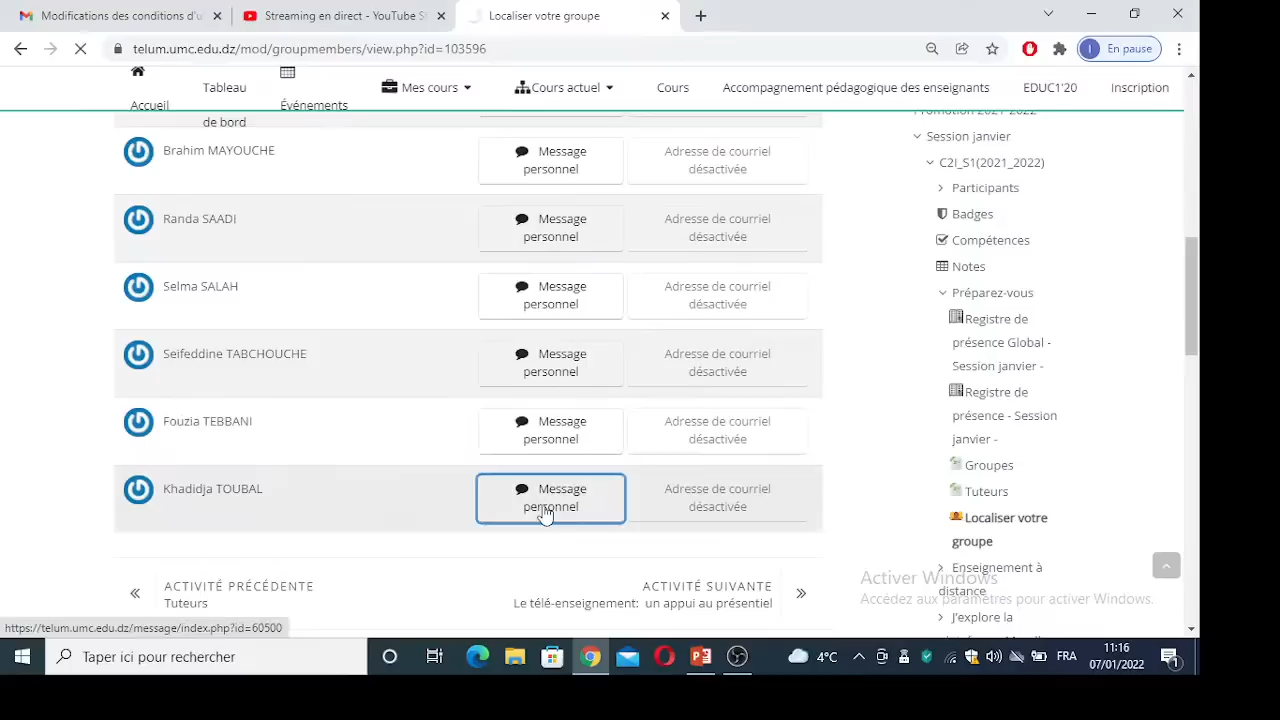 Modifications des conditions d'u
Streaming en direct - YouTube S
Localiser votre groupe
telum.umc.edu.dz/mod/groupmembers/view.php?id=103596
I
En pause
Accueil
Tableau
de bord
Événements
Mes cours
Cours actuel
Cours
Accompagnement pédagogique des enseignants
EDUC1'20
Inscription
Brahim MAYOUCHE
Message
personnel
Adresse de courriel
désactivée
Randa SAADI
Message
personnel
Adresse de courriel
désactivée
Selma SALAH
Message
personnel
Adresse de courriel
désactivée
Seifeddine TABCHOUCHE
Message
personnel
Adresse de courriel
désactivée
Fouzia TEBBANI
Message
personnel
Adresse de courriel
désactivée
Khadidja TOUBAL
Message
personnel
Adresse de courriel
désactivée
ACTIVITÉ PRÉCÉDENTE
Tuteurs
ACTIVITÉ SUIVANTE
Le télé-enseignement: un appui au présentiel
Promotion 2021-2022
Session janvier
C2I_S1(2021_2022)
Participants
Badges
Compétences
Notes
Préparez-vous
Registre de
présence Global -
Session janvier -
Registre de
présence - Session
janvier -
Groupes
Tuteurs
Localiser votre
groupe
Enseignement à
distance
J'explore la
Activer Windows
Accédez aux paramètres pour activer Windows.
https://telum.umc.edu.dz/message/index.php?id=60500
Taper ici pour rechercher
4°C
FRA
11:16
07/01/2022
1